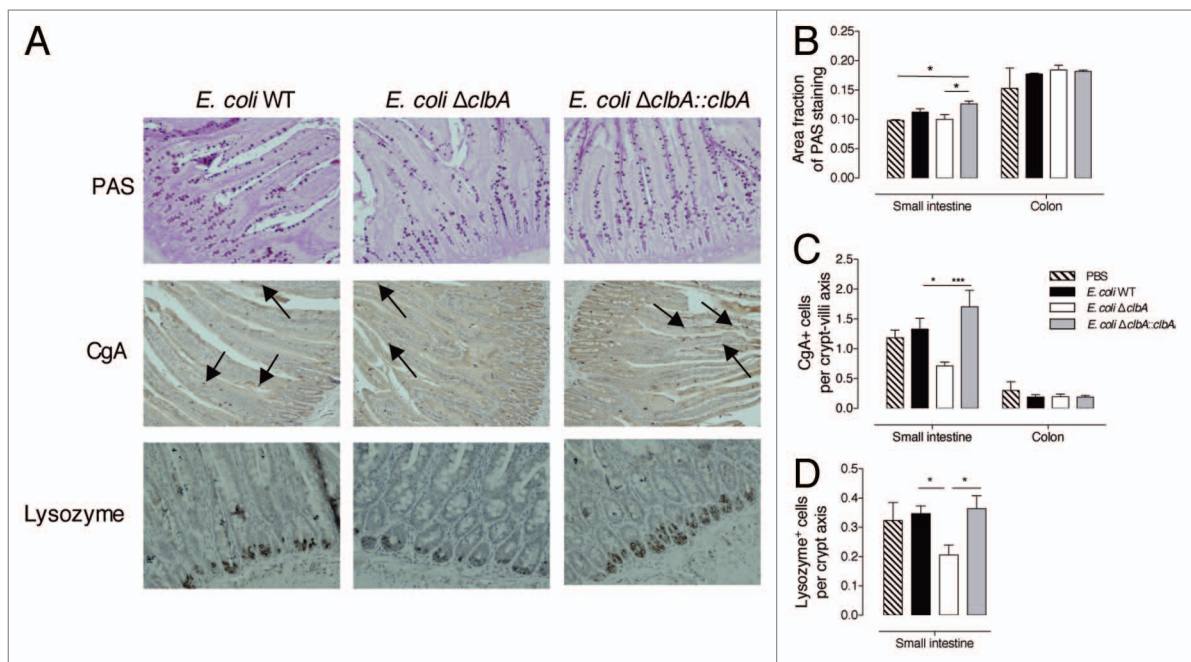 A
E. coli WT
E. coli ΔclbA
E. coli ΔclbA::clbA
PAS
CgA
Lysozyme
B
Area fraction
of PAS staining
0.25
0.20
0.15
0.10
0.05
0.00
*
*
Small intestine
Colon
C
CgA+ cells
per crypt-villi axis
2.5
2.0
1.5
1.0
0.5
0.0
*
***
PBS
E. coli WT
E. coli ΔclbA
E. coli ΔclbA::clbA
Small intestine
Colon
D
Lysozyme+ cells
per crypt axis
0.5
0.4
0.3
0.2
0.1
0.0
*
*
Small intestine